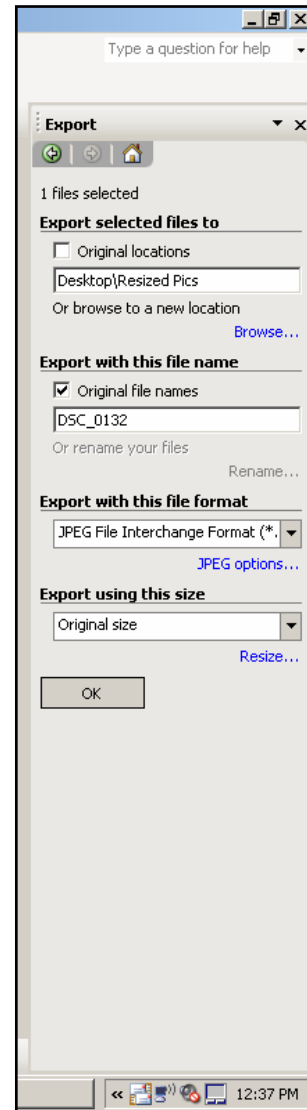 Type a question for help
Export
1 files selected
Export selected files to
Original locations
Desktop\Resized Pics
Or browse to a new location
Browse...
Export with this file name
Original file names
DSC_0132
Or rename your files
Rename...
Export with this file format
JPEG File Interchange Format (*.
JPEG options...
Export using this size
Original size
Resize...
OK
12:37 PM